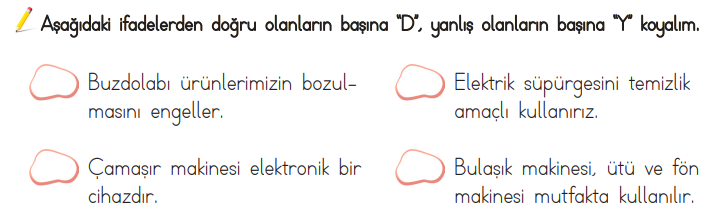 Aşağıdaki ifadelerden doğru olanların başına "D", yanlış olanların başına "Y" koyalım.
Buzdolabı ürünlerimizin bozul-
masını engeller.
Elektrik süpürgesini temizlik
amaçlı kullanırız.
Çamaşır makinesi elektronik bir
cihazdır.
Bulaşık makinesi, ütü ve fön
makinesi mutfakta kullanılır.